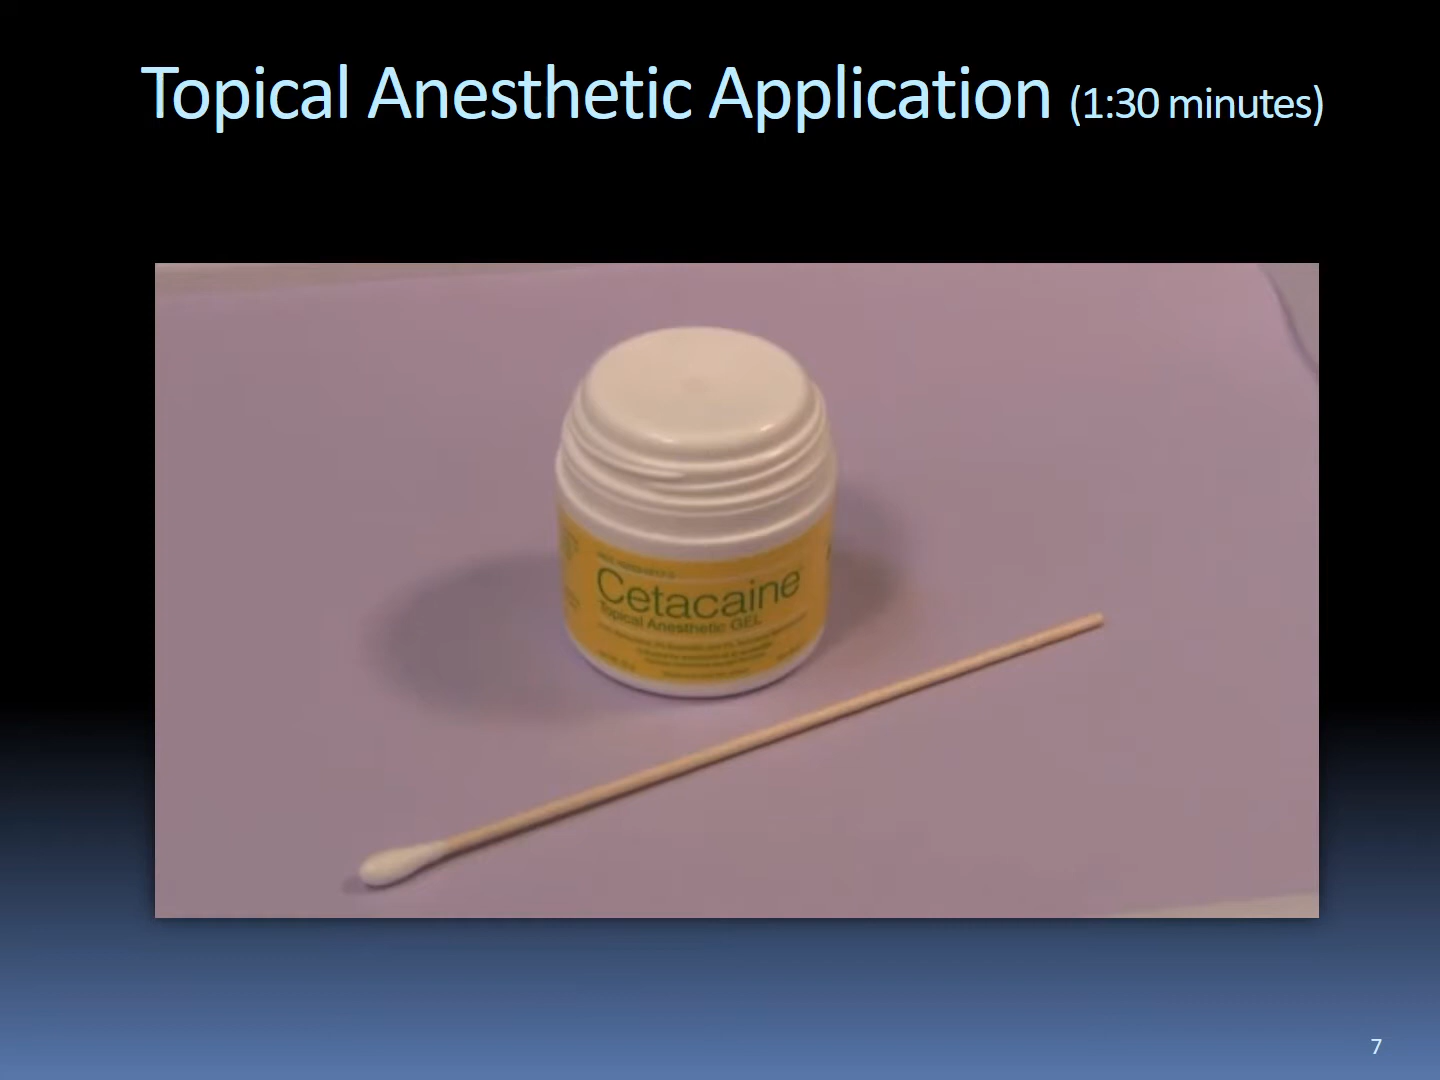 Topical Anesthetic Application (1:30 minutes)
Cetacaine
Topical Anesthetic GEL
7